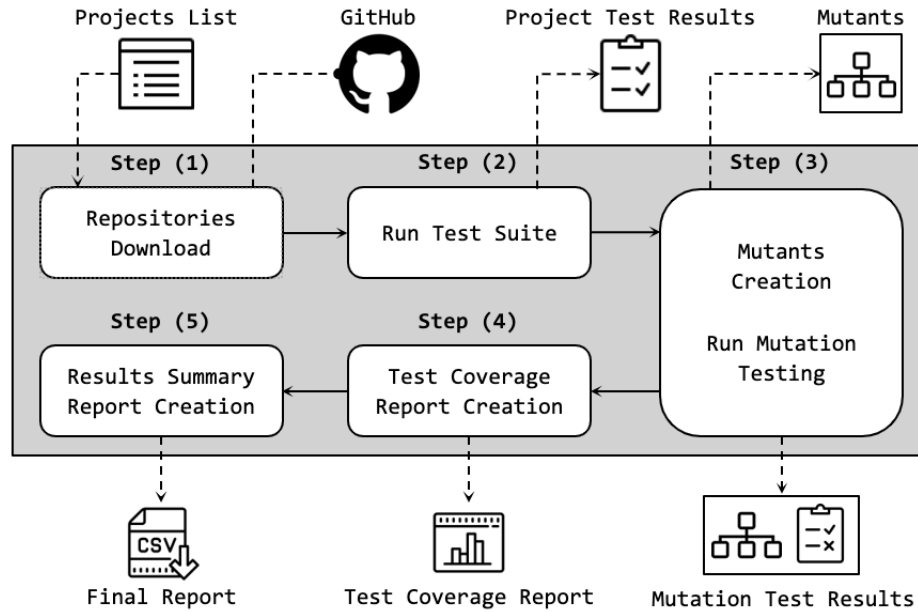 Projects List
GitHub
Project Test Results
Mutants
Step (1)
Step (2)
Step (3)
Repositories
Download
Run Test Suite
Mutants
Creation
Run Mutation
Testing
Step (5)
Step (4)
Results Summary
Report Creation
Test Coverage
Report Creation
CSV
Final Report
Test Coverage Report
Mutation Test Results